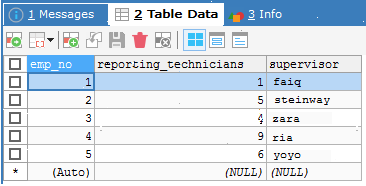 1 Messages 2 Table Data 3 Info
emp_no reporting_technicians supervisor
1 1 faiq
2 5 steinway
3 4 zara
4 9 ria
5 6 yoyo
* (Auto) (NULL) (NULL)